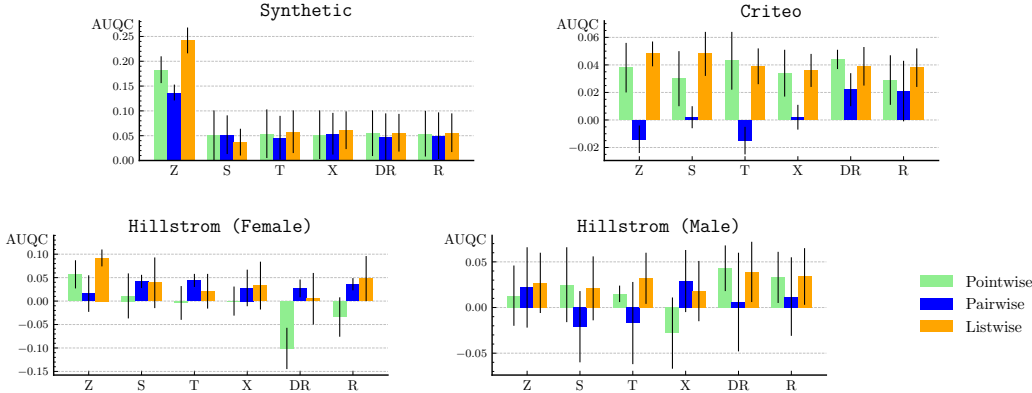 Synthetic
AUQC
0.25
0.20
0.15
0.10
0.05
0.00
Z S T X DR R
Criteo
AUQC
0.06
0.04
0.02
0.00
−0.02
Z S T X DR R
Hillstrom (Female)
AUQC
0.10
0.05
0.00
−0.05
−0.10
−0.15
Z S T X DR R
Hillstrom (Male)
AUQC
0.05
0.00
−0.05
Z S T X DR R
Pointwise
Pairwise
Listwise